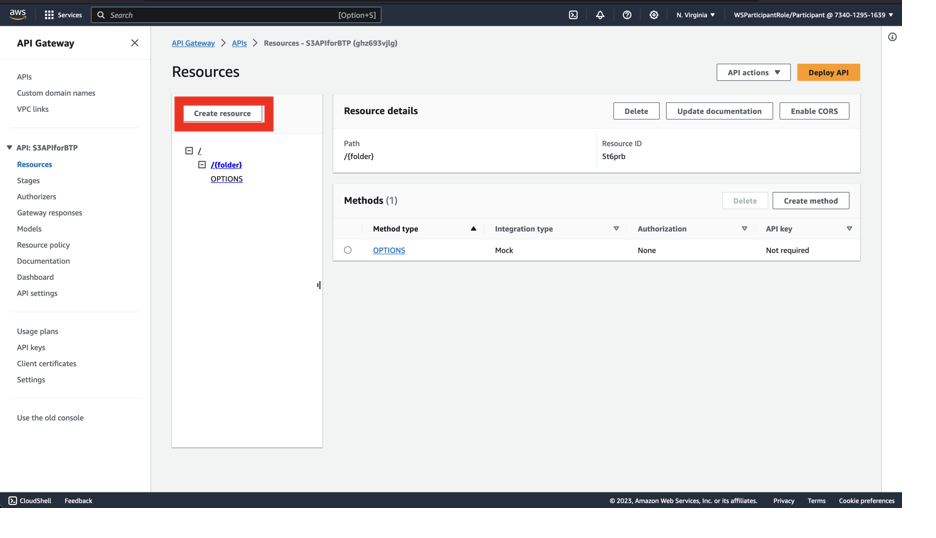 aws Services Search [Option+S] N. Virginia ▼ WSParticipantRole/Participant @ 7340-1295-1639 ▼
API Gateway
APIs
Custom domain names
VPC links
▼ API: S3APIforBTP
Resources
Stages
Authorizers
Gateway responses
Models
Resource policy
Documentation
Dashboard
API settings
Usage plans
API keys
Client certificates
Settings
Use the old console
API Gateway > APIs > Resources - S3APIforBTP (ghz693vjlg)
Resources
API actions ▼ Deploy API
Create resource
/
/{folder}
OPTIONS
Resource details Delete Update documentation Enable CORS
Path Resource ID
/{folder} 5t6prb
Methods (1) Delete Create method
Method type Integration type Authorization API key
OPTIONS Mock None Not required
CloudShell Feedback © 2023, Amazon Web Services, Inc. or its affiliates. Privacy Terms Cookie preferences